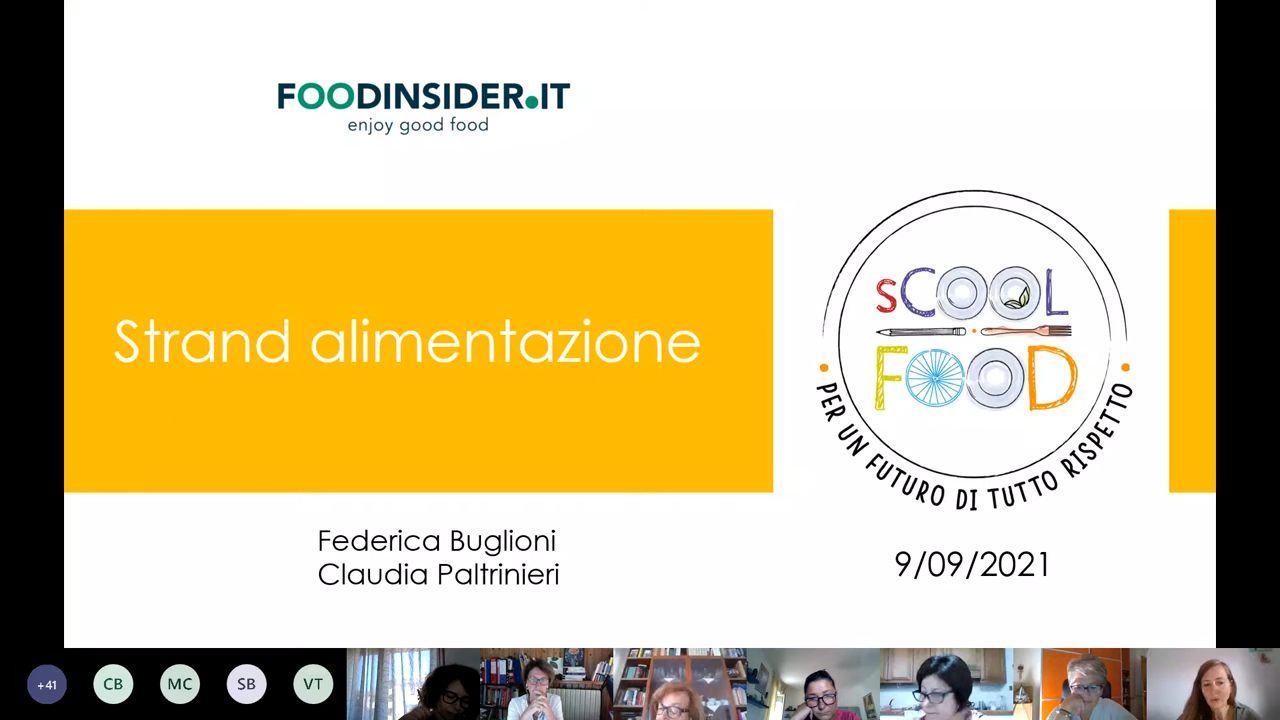 FOODINSIDER.IT
enjoy good food
Strand alimentazione
sCOOL
FOOD
PER UN FUTURO DI TUTTO RISPETTO
Federica Buglioni
Claudia Paltrinieri
9/09/2021
+41
CB
MC
SB
VT